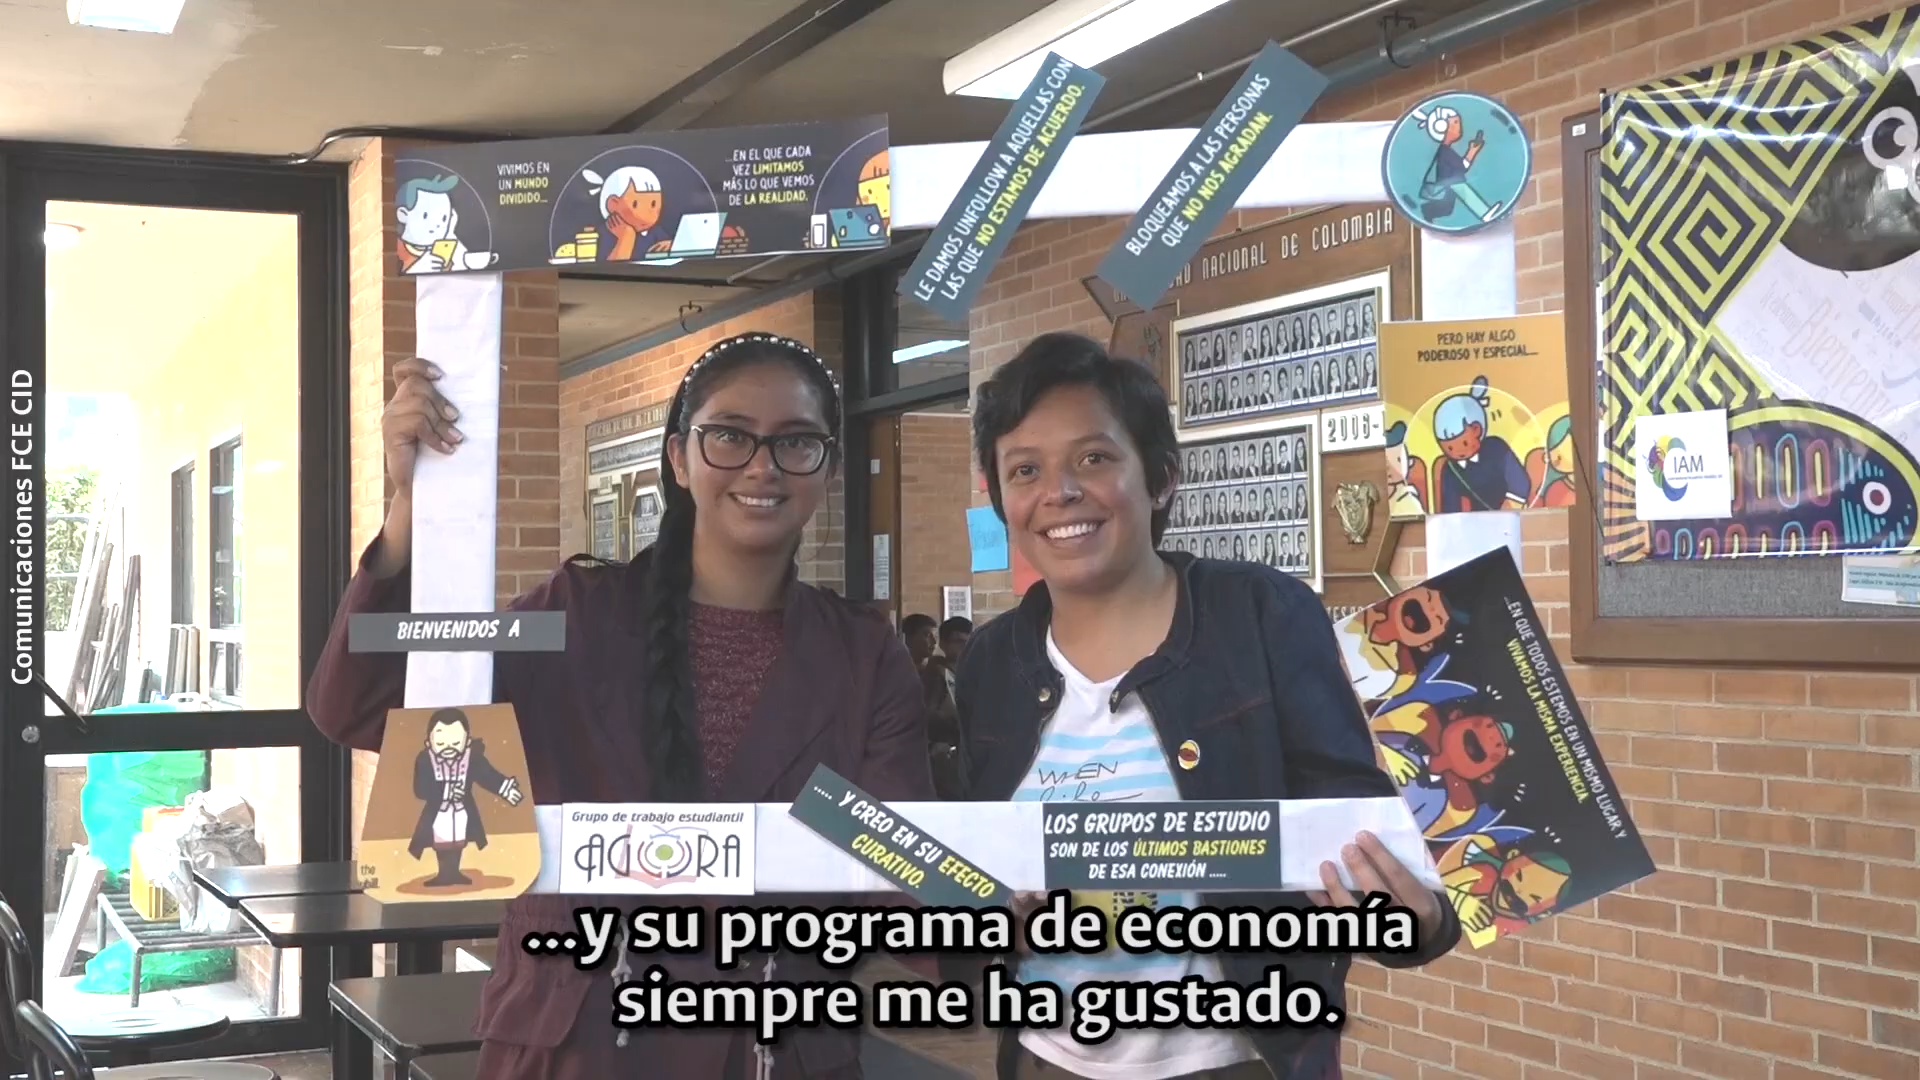 Comunicaciones FCE CID
VIVIMOS EN
UN MUNDO
DIVIDIDO...
...EN EL QUE CADA
VEZ LIMITAMOS
MÁS LO QUE VEMOS
DE LA REALIDAD.
LE DAMOS UNFOLLOW A AQUELLAS CON
LAS QUE NO ESTAMOS DE ACUERDO.
BLOQUEAMOS A LAS PERSONAS
QUE NO NOS AGRADAN.
NACIONAL DE COLOMBIA
2006-
PERO HAY ALGO
PODEROSO Y ESPECIAL...
IAM
...EN QUE TODOS ESTEMOS EN UN MISMO LUGAR Y
VIVAMOS LA MISMA EXPERIENCIA.
BIENVENIDOS A
WHEN
the
Grupo de trabajo estudiantil
AGORA
..... Y CREO EN SU EFECTO
CURATIVO.
LOS GRUPOS DE ESTUDIO
SON DE LOS ÚLTIMOS BASTIONES
DE ESA CONEXIÓN .....
...y su programa de economía
siempre me ha gustado.